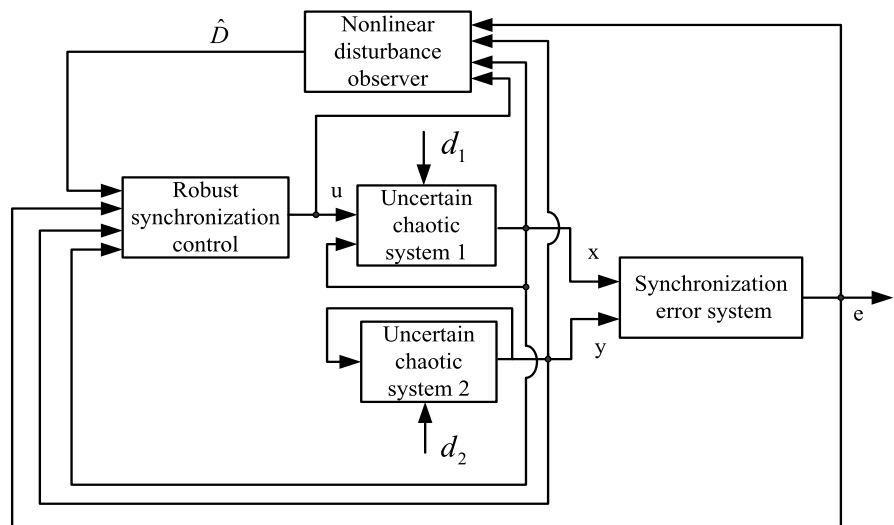 Nonlinear
disturbance
observer
D̂
d₁
Robust
synchronization
control
u
Uncertain
chaotic
system 1
x
Synchronization
error system
e
Uncertain
chaotic
system 2
y
d₂